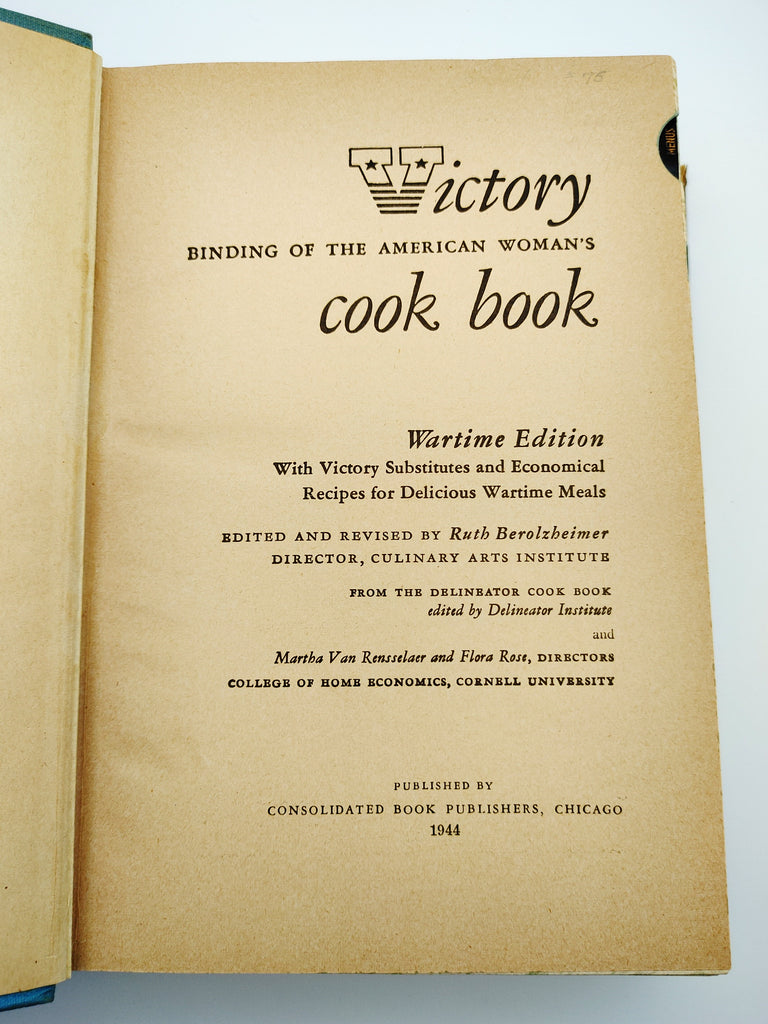 76
MENUS
Victory
BINDING OF THE AMERICAN WOMAN'S
cook book
Wartime Edition
With Victory Substitutes and Economical
Recipes for Delicious Wartime Meals
EDITED AND REVISED BY Ruth Berolzheimer
DIRECTOR, CULINARY ARTS INSTITUTE
FROM THE DELINEATOR COOK BOOK
edited by Delineator Institute
and
Martha Van Rensselaer and Flora Rose, DIRECTORS
COLLEGE OF HOME ECONOMICS, CORNELL UNIVERSITY
PUBLISHED BY
CONSOLIDATED BOOK PUBLISHERS, CHICAGO
1944